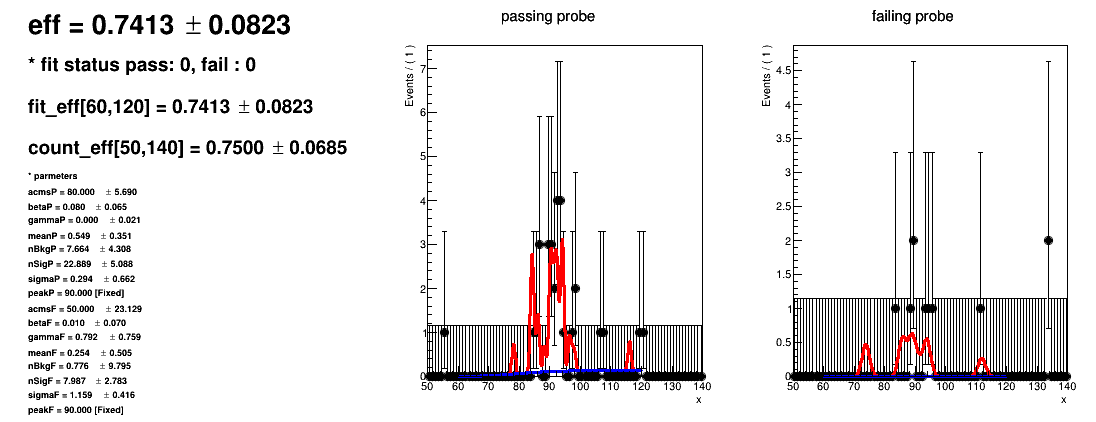 eff = 0.7413 ± 0.0823
* fit status pass: 0, fail : 0
fit_eff[60,120] = 0.7413 ± 0.0823
count_eff[50,140] = 0.7500 ± 0.0685
* parmeters
acmsP = 80.000 ± 5.690
betaP = 0.080 ± 0.065
gammaP = 0.000 ± 0.021
meanP = 0.549 ± 0.351
nBkgP = 7.664 ± 4.308
nSigP = 22.889 ± 5.088
sigmaP = 0.294 ± 0.662
peakP = 90.000 [Fixed]
acmsF = 50.000 ± 23.129
betaF = 0.010 ± 0.070
gammaF = 0.792 ± 0.759
meanF = 0.254 ± 0.505
nBkgF = 0.776 ± 9.795
nSigF = 7.987 ± 2.783
sigmaF = 1.159 ± 0.416
peakF = 90.000 [Fixed]
passing probe
Events / ( 1 )
7
6
5
4
3
2
1
0
50 60 70 80 90 100 110 120 130 140
x
failing probe
Events / ( 1 )
4.5
4
3.5
3
2.5
2
1.5
1
0.5
0
50 60 70 80 90 100 110 120 130 140
x